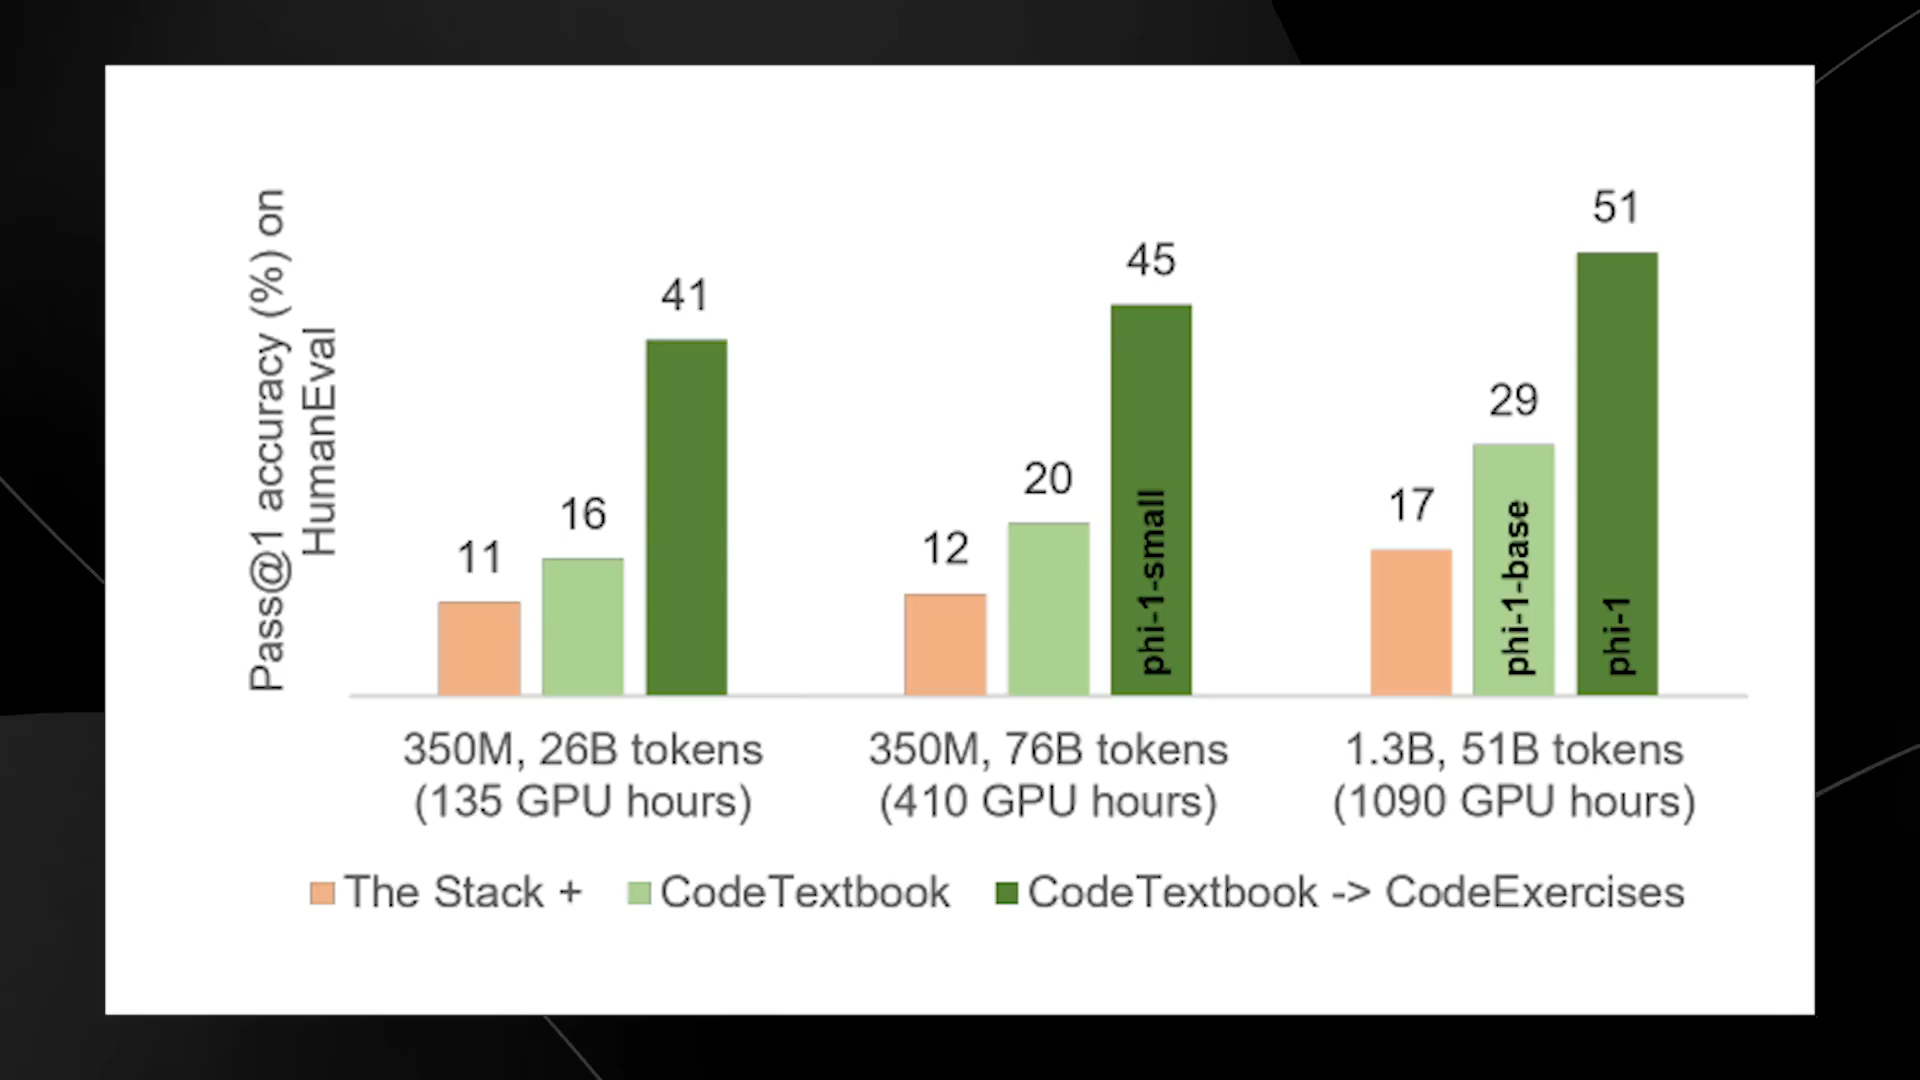 Pass@1 accuracy (%) on
HumanEval
11
16
41
12
20
45
phi-1-small
17
29
phi-1-base
51
phi-1
350M, 26B tokens
(135 GPU hours)
350M, 76B tokens
(410 GPU hours)
1.3B, 51B tokens
(1090 GPU hours)
The Stack +
CodeTextbook
CodeTextbook -> CodeExercises